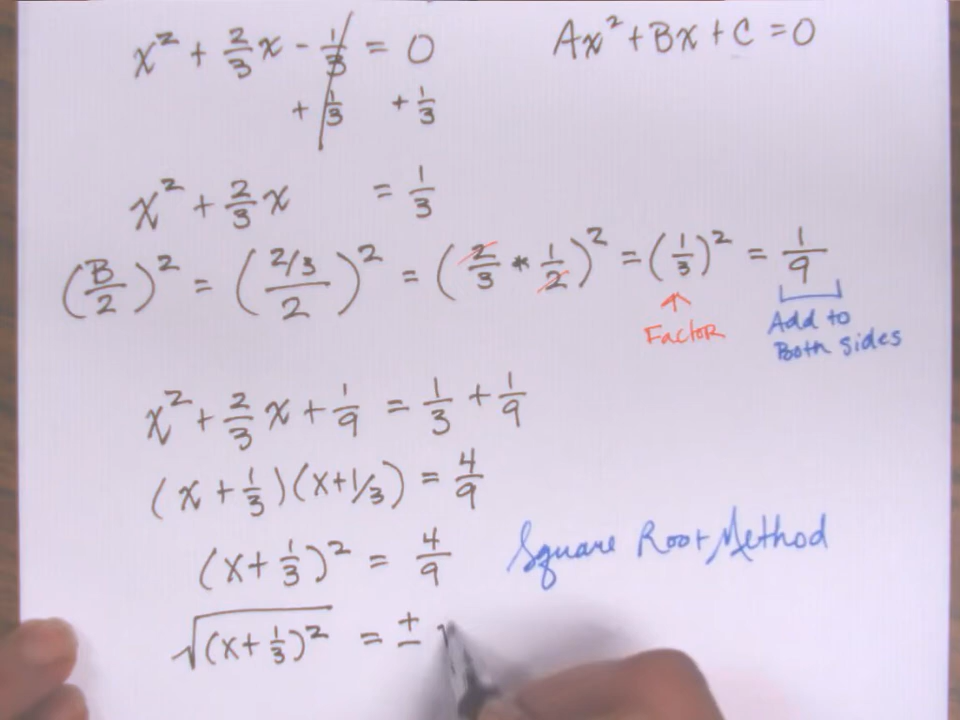 x² + 2/3 x - 1/3 = 0
Ax² + Bx + C = 0
+ 1/3 + 1/3
x² + 2/3 x = 1/3
(B/2)² = (2/3 / 2)² = (2/3 * 1/2)² = (1/3)² = 1/9
Factor
Add to
Both Sides
x² + 2/3 x + 1/9 = 1/3 + 1/9
(x + 1/3)(x + 1/3) = 4/9
(x + 1/3)² = 4/9
Square Root Method
√(x + 1/3)² = ±